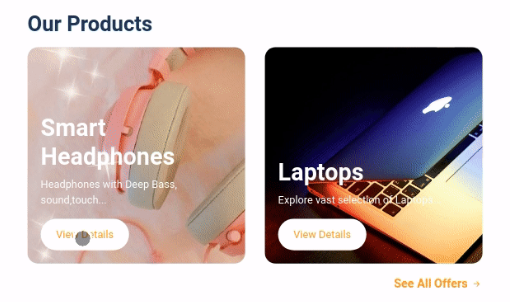 Our Products
Smart
Headphones
Headphones with Deep Bass,
sound,touch...
View Details
Laptops
Explore vast selection of Laptops
View Details
See All Offers →